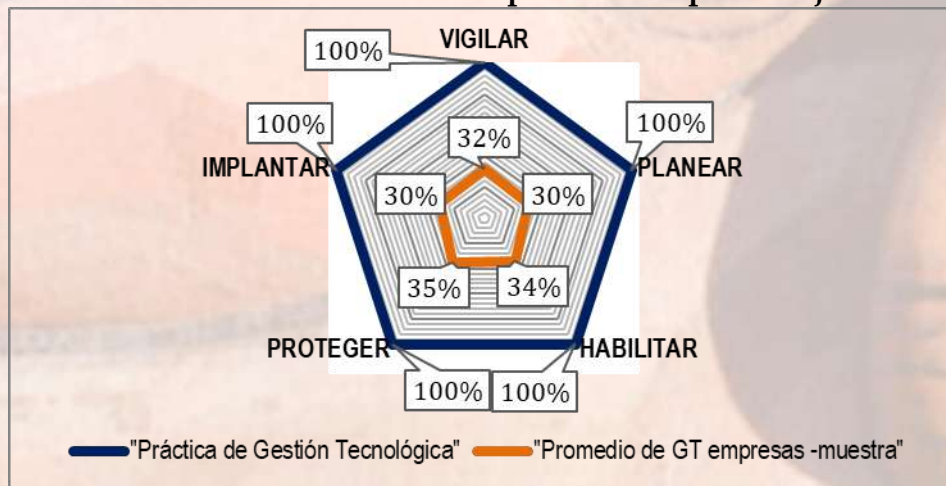 VIGILAR
100%
100%
100%
32%
IMPLANTAR
PLANEAR
30%
30%
35%
34%
PROTEGER
HABILITAR
100%
100%
"Práctica de Gestión Tecnológica"
"Promedio de GT empresas -muestra"